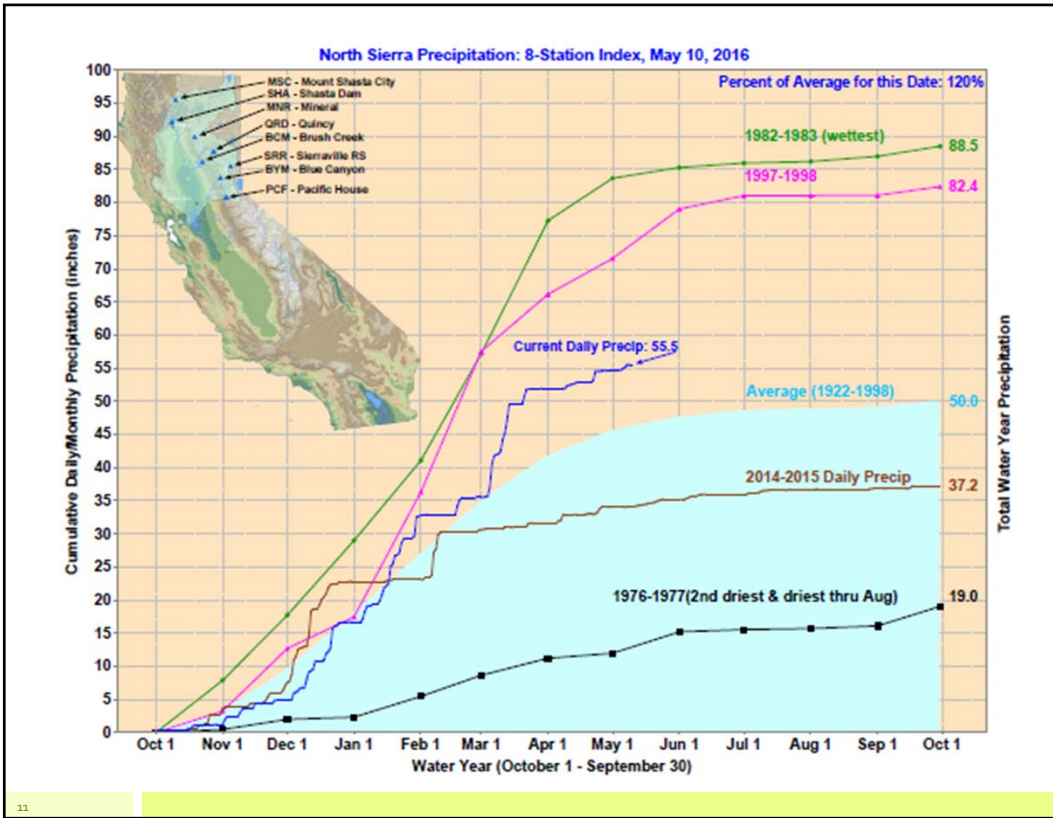 North Sierra Precipitation: 8-Station Index, May 10, 2016
Percent of Average for this Date: 120%
MSC - Mount Shasta City
SHA - Shasta Dam
MNR - Mineral
QRD - Quincy
BCM - Brush Creek
SRR - Sierraville RS
BYM - Blue Canyon
PCF - Pacific House
1982-1983 (wettest)
88.5
1997-1998
82.4
Current Daily Precip: 55.5
Average (1922-1998)
50.0
2014-2015 Daily Precip
37.2
1976-1977(2nd driest & driest thru Aug)
19.0
Cumulative Daily/Monthly Precipitation (inches)
100
95
90
85
80
75
70
65
60
55
50
45
40
35
30
25
20
15
10
5
0
Total Water Year Precipitation
Oct 1 Nov 1 Dec 1 Jan 1 Feb 1 Mar 1 Apr 1 May 1 Jun 1 Jul 1 Aug 1 Sep 1 Oct 1
Water Year (October 1 - September 30)
11